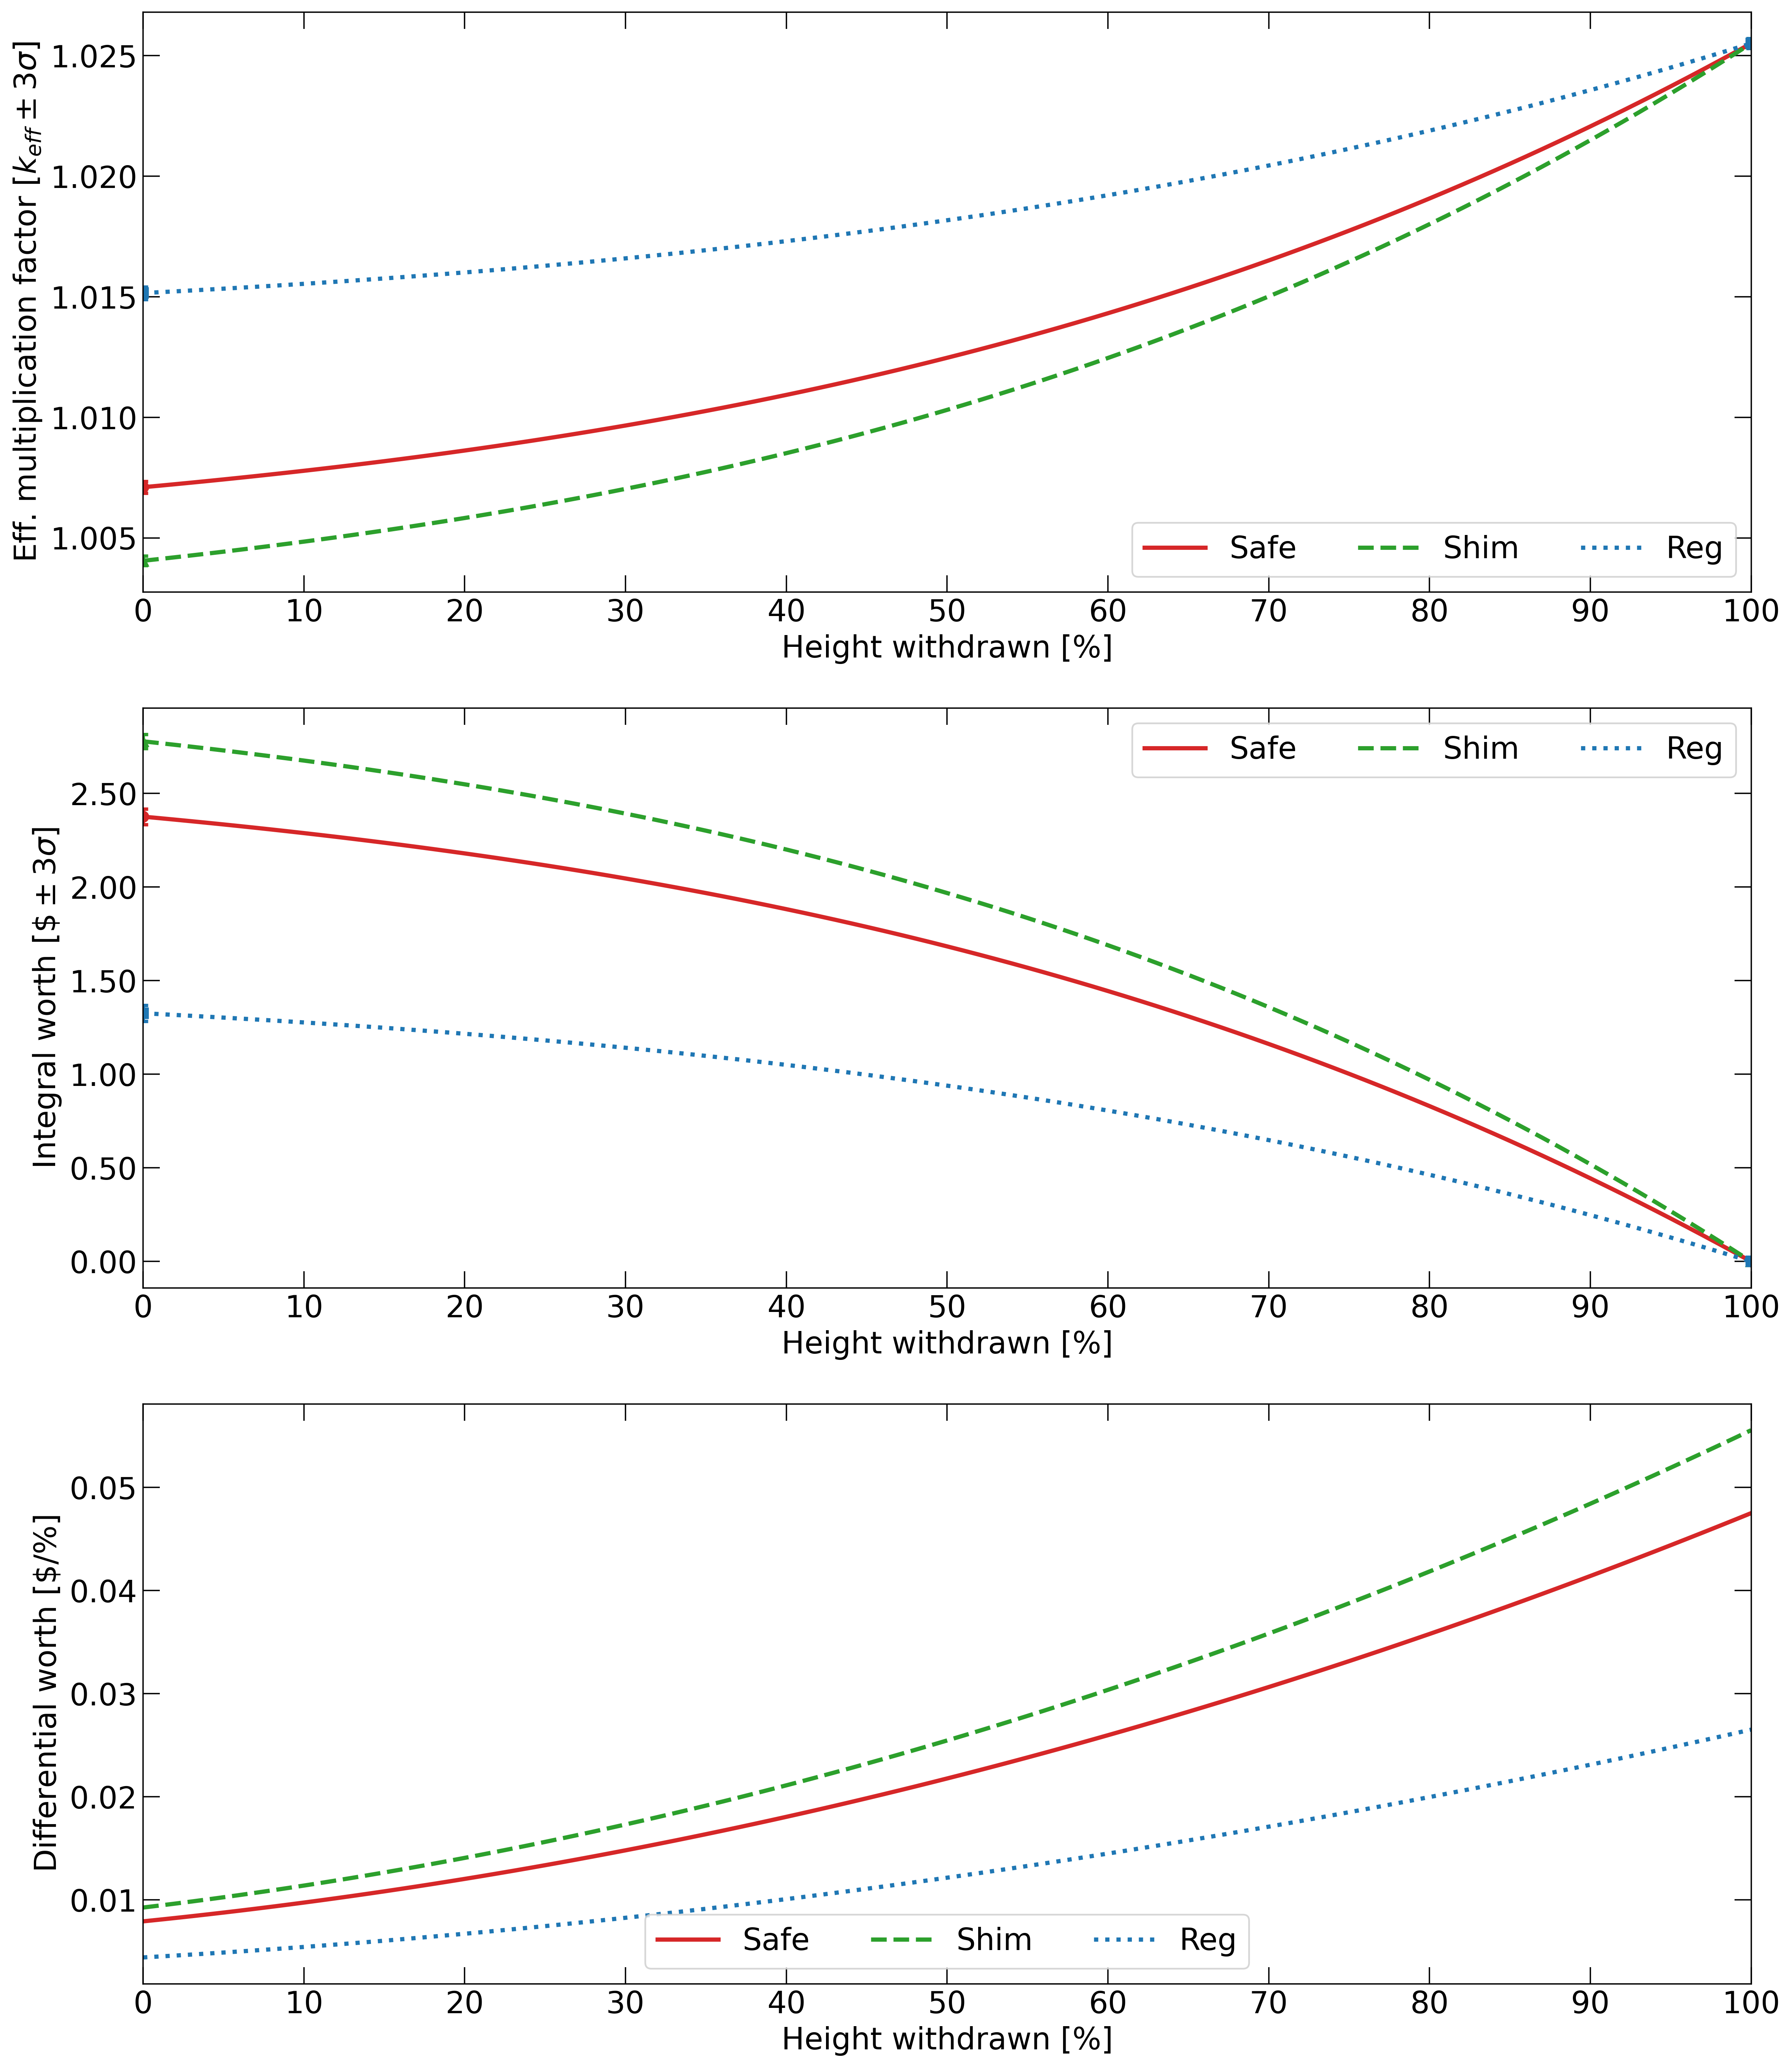 Eff. multiplication factor [k_eff ± 3σ]
1.025
1.020
1.015
1.010
1.005
Safe Shim Reg
0 10 20 30 40 50 60 70 80 90 100
Height withdrawn [%]
Integral worth [$ ± 3σ]
Safe Shim Reg
2.50
2.00
1.50
1.00
0.50
0.00
0 10 20 30 40 50 60 70 80 90 100
Height withdrawn [%]
Differential worth [$/%]
0.05
0.04
0.03
0.02
0.01
Safe Shim Reg
0 10 20 30 40 50 60 70 80 90 100
Height withdrawn [%]